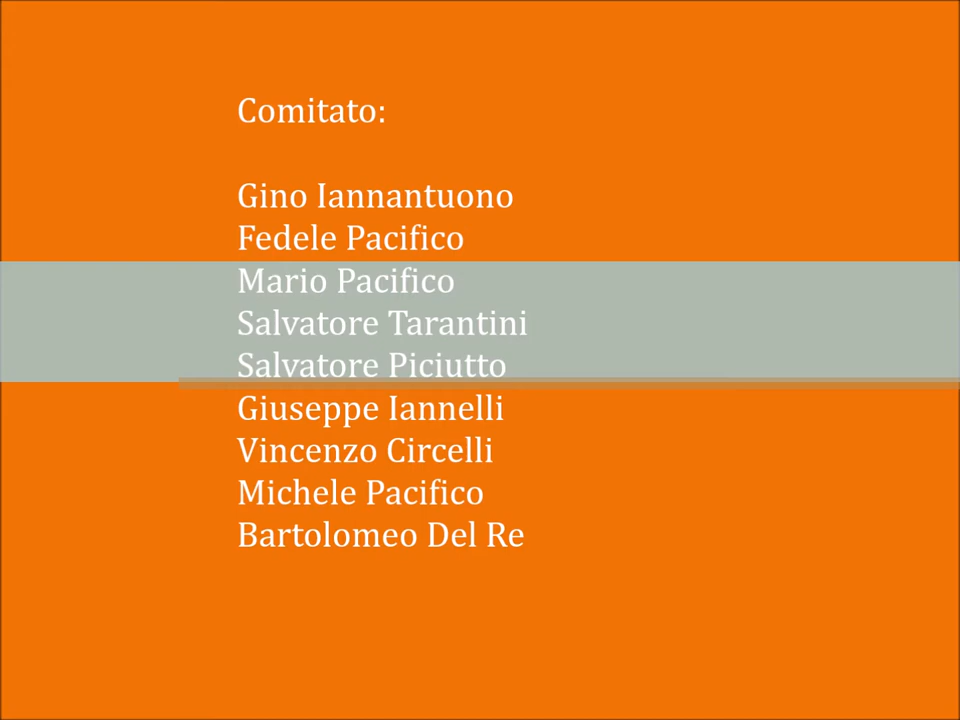 Comitato:
Gino Iannantuono
Fedele Pacifico
Mario Pacifico
Salvatore Tarantini
Salvatore Piciutto
Giuseppe Iannelli
Vincenzo Circelli
Michele Pacifico
Bartolomeo Del Re